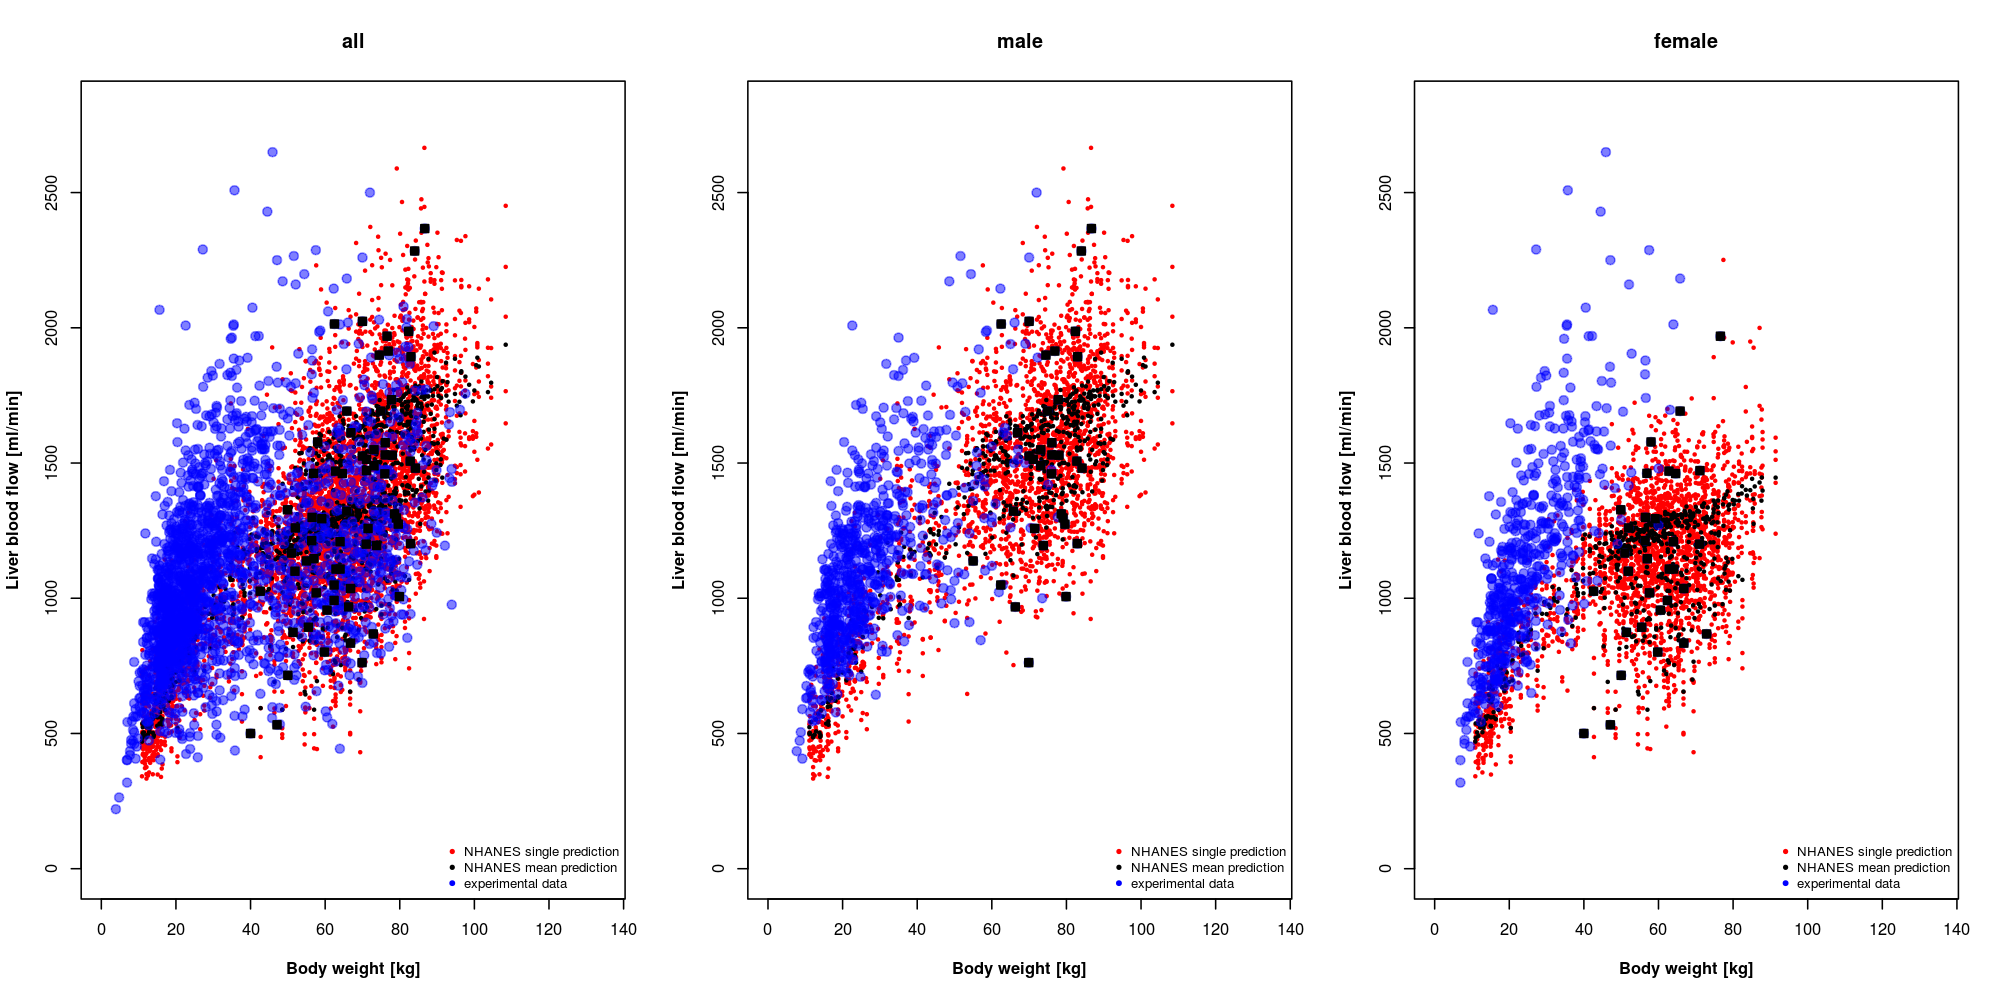 all
Liver blood flow [ml/min]
2500
2000
1500
1000
500
0
NHANES single prediction
NHANES mean prediction
experimental data
0 20 40 60 80 100 120 140
Body weight [kg]
male
Liver blood flow [ml/min]
2500
2000
1500
1000
500
0
NHANES single prediction
NHANES mean prediction
experimental data
0 20 40 60 80 100 120 140
Body weight [kg]
female
Liver blood flow [ml/min]
2500
2000
1500
1000
500
0
NHANES single prediction
NHANES mean prediction
experimental data
0 20 40 60 80 100 120 140
Body weight [kg]